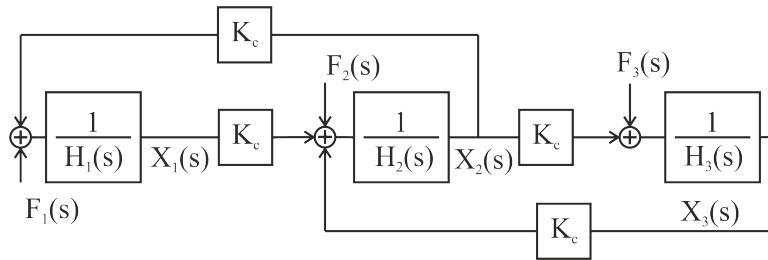 K_c
F_2(s)
F_3(s)
1
H_1(s)
X_1(s)
K_c
1
H_2(s)
X_2(s)
K_c
1
H_3(s)
F_1(s)
K_c
X_3(s)